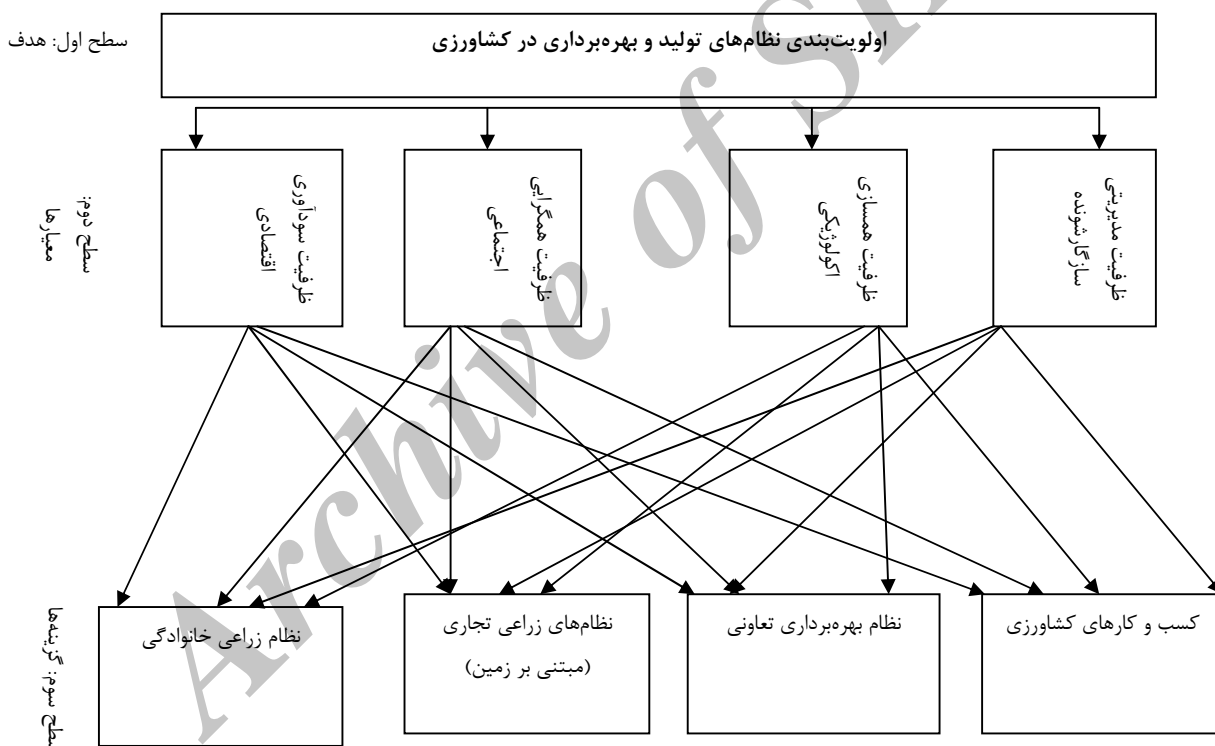 سطح اول: هدف
اولویت‌بندی نظام‌های تولید و بهره‌برداری در کشاورزی
سطح دوم:
معیارها
ظرفیت مدیریتی
سازگارشونده
ظرفیت همسازی
اکولوژیکی
ظرفیت همگرایی
اجتماعی
ظرفیت سودآوری
اقتصادی
سطح سوم: گزینه‌ها
کسب و کارهای کشاورزی
نظام بهره‌برداری تعاونی
نظام‌های زراعی تجاری
(مبتنی بر زمین)
نظام زراعی خانوادگی
Archive of